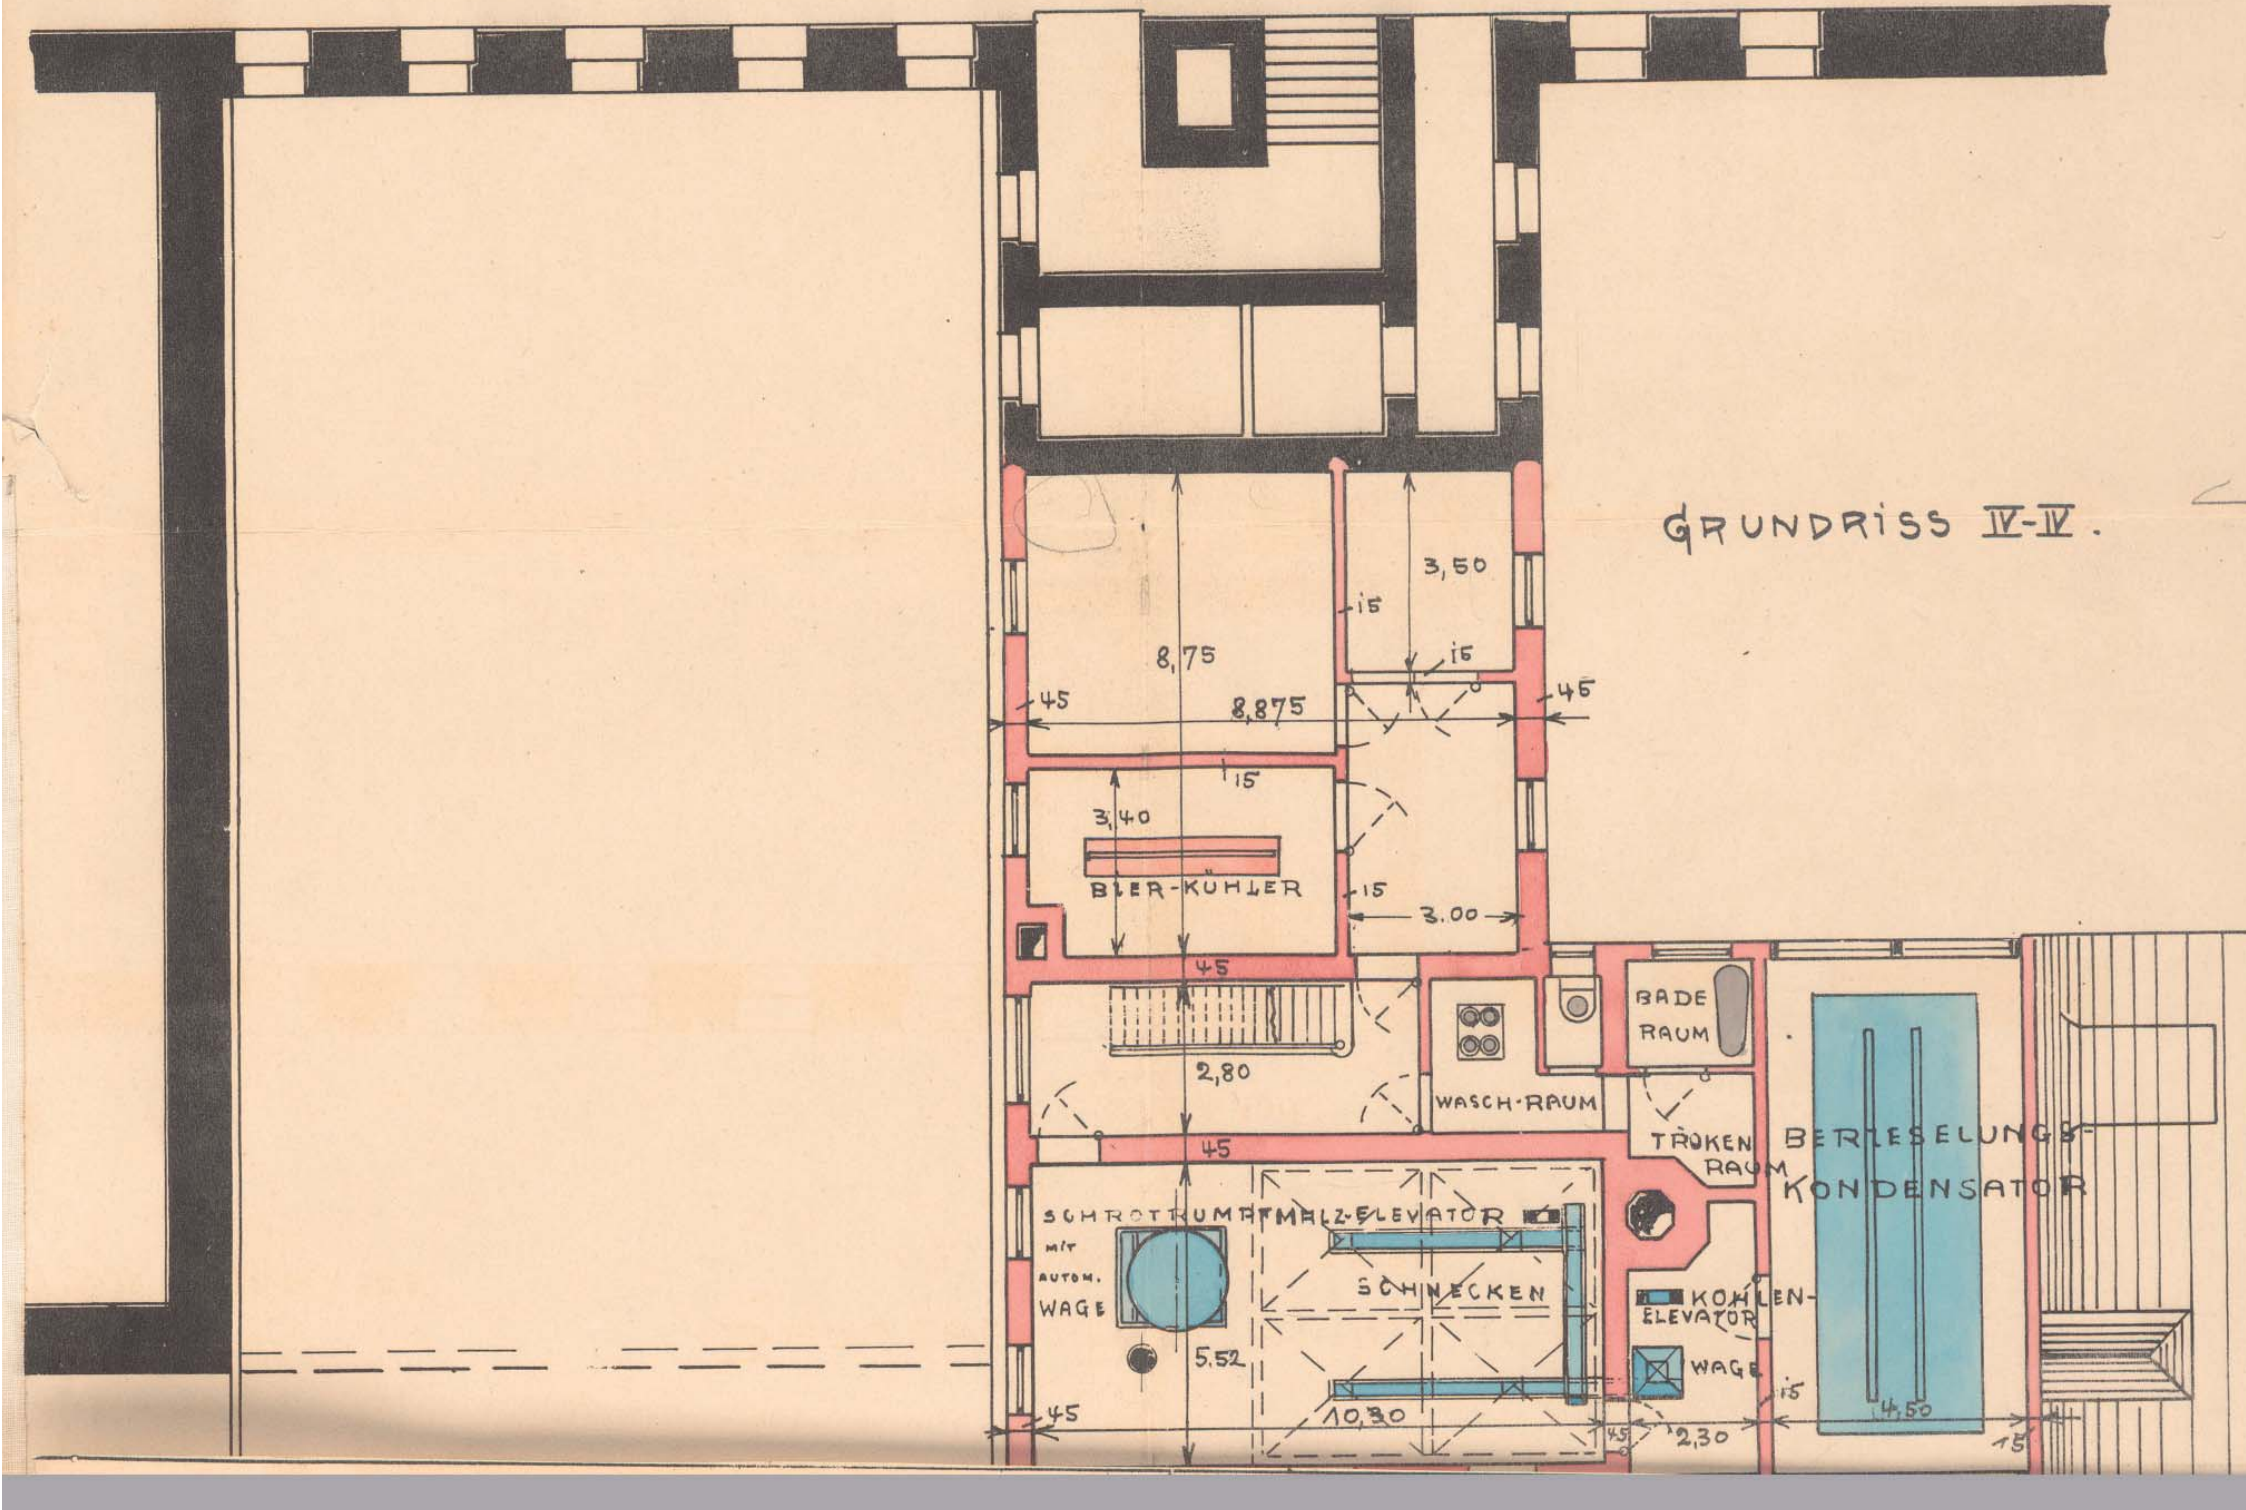 GRUNDRISS IV-IV.
3,50
15
15
8,75
45
8,875
45
15
3,40
BIER-KÜHLER
15
3.00
45
BADE
RAUM
2,80
WASCH-RAUM
TROKEN
RAUM
BERIESELUNGS-
KONDENSATOR
45
SCHROTRUMPF
MIT
AUTOM.
WAGE
MALZ-ELEVATOR
SCHNECKEN
KOHLEN-
ELEVATOR
WAGE
5.52
15
45
10,30
45
2,30
4,50
15